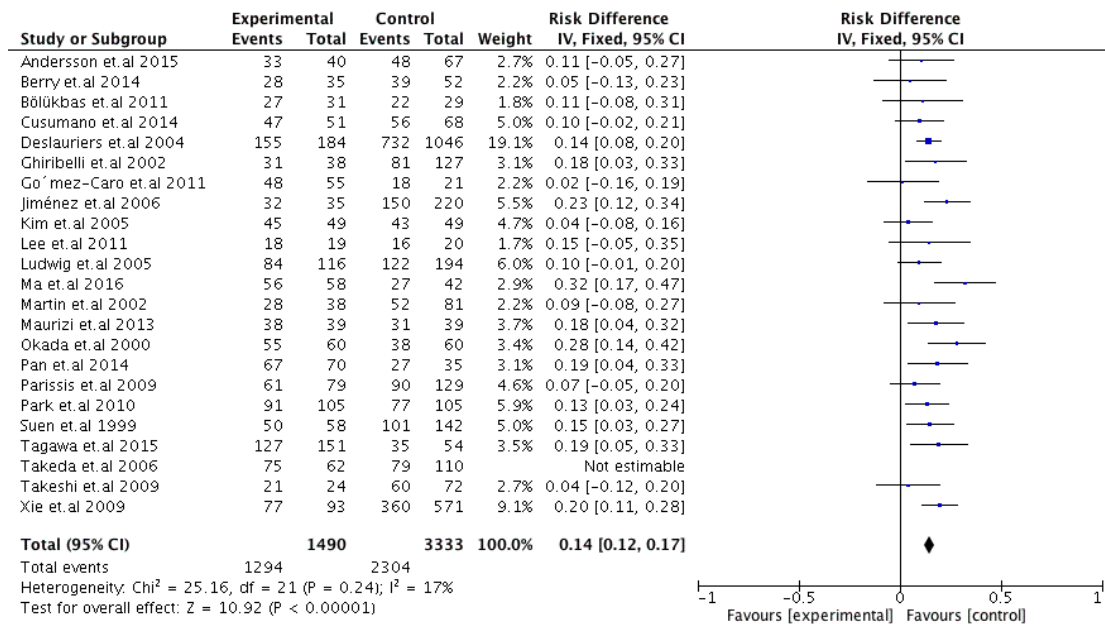 Experimental Control Risk Difference Risk Difference
Study or Subgroup Events Total Events Total Weight IV, Fixed, 95% CI IV, Fixed, 95% CI
Andersson et.al 2015 33 40 48 67 2.7% 0.11 [-0.05, 0.27]
Berry et.al 2014 28 35 39 52 2.2% 0.05 [-0.13, 0.23]
Bölükbas et.al 2011 27 31 22 29 1.8% 0.11 [-0.08, 0.31]
Cusumano et.al 2014 47 51 56 68 5.0% 0.10 [-0.02, 0.21]
Deslauriers et.al 2004 155 184 732 1046 19.1% 0.14 [0.08, 0.20]
Ghiribelli et.al 2002 31 38 81 127 3.1% 0.18 [0.03, 0.33]
Go´mez-Caro et.al 2011 48 55 18 21 2.2% 0.02 [-0.16, 0.19]
Jiménez et.al 2006 32 35 150 220 5.5% 0.23 [0.12, 0.34]
Kim et.al 2005 45 49 43 49 4.9% 0.04 [-0.08, 0.16]
Lee et.al 2011 18 19 16 20 1.7% 0.15 [-0.05, 0.35]
Ludwig et.al 2005 84 116 122 194 6.0% 0.10 [-0.01, 0.20]
Ma et.al 2016 56 58 27 42 2.9% 0.32 [0.17, 0.47]
Martin et.al 2002 28 38 52 81 2.2% 0.09 [-0.08, 0.27]
Maurizi et.al 2013 38 39 31 39 3.7% 0.18 [0.04, 0.32]
Okada et.al 2000 55 60 38 60 3.4% 0.28 [0.14, 0.42]
Pan et.al 2014 67 70 27 35 3.1% 0.19 [0.04, 0.33]
Parissis et.al 2009 61 79 90 129 4.6% 0.07 [-0.05, 0.20]
Park et.al 2010 91 105 77 105 5.9% 0.13 [0.03, 0.24]
Suen et.al 1999 50 58 101 142 5.0% 0.15 [0.03, 0.27]
Tagawa et.al 2015 127 151 35 54 3.5% 0.19 [0.05, 0.33]
Takeda et.al 2006 75 62 79 110 Not estimable
Takeshi et.al 2009 21 24 60 72 2.7% 0.04 [-0.12, 0.20]
Xie et.al 2009 77 93 360 571 9.1% 0.20 [0.11, 0.28]
Total (95% CI) 1490 3333 100.0% 0.14 [0.12, 0.17]
Total events 1294 2304
Heterogeneity: Chi² = 25.16, df = 21 (P = 0.24); I² = 17%
Test for overall effect: Z = 10.92 (P < 0.00001)
-1 -0.5 0 0.5 1
Favours [experimental] Favours [control]